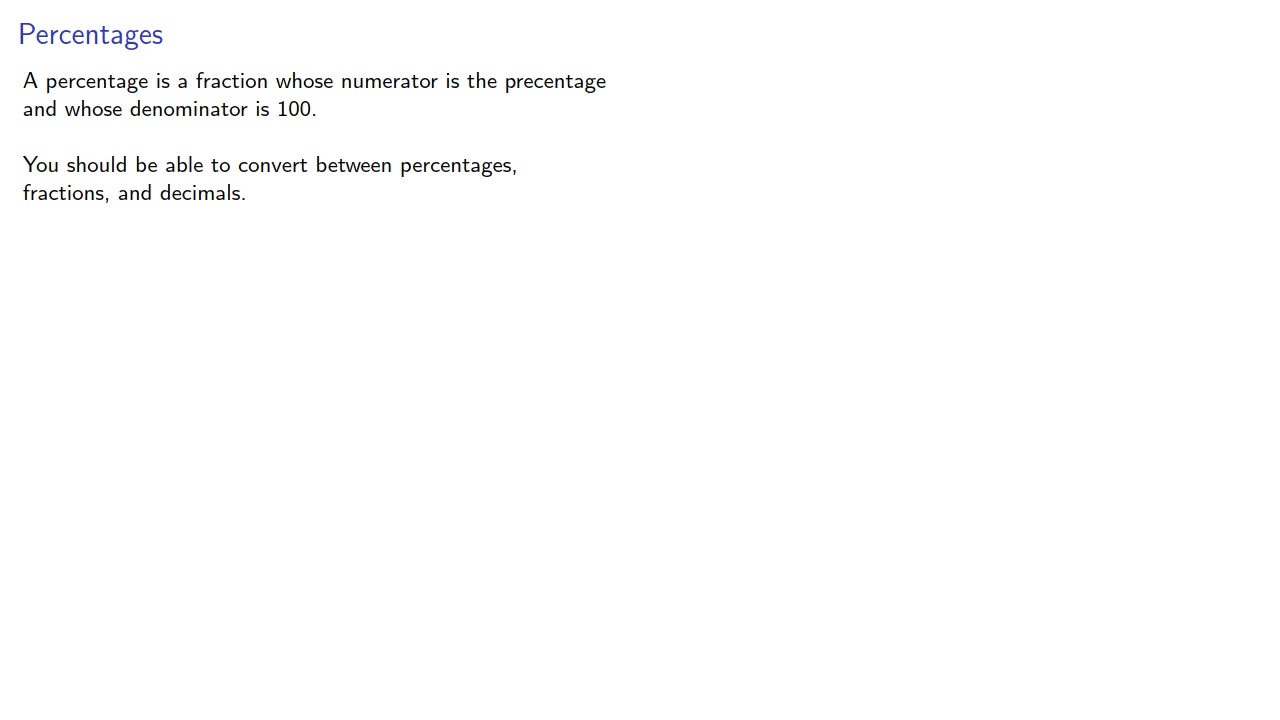 Percentages
A percentage is a fraction whose numerator is the precentage
and whose denominator is 100.
You should be able to convert between percentages,
fractions, and decimals.